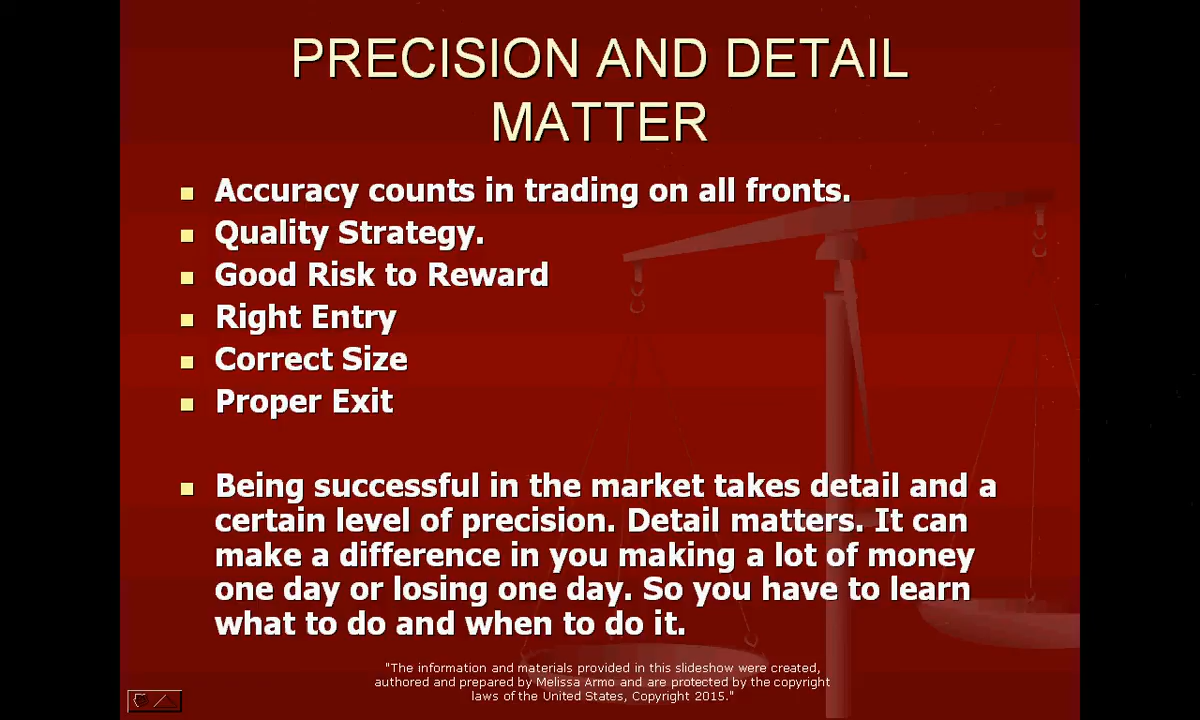 PRECISION AND DETAIL
MATTER
Accuracy counts in trading on all fronts.
Quality Strategy.
Good Risk to Reward
Right Entry
Correct Size
Proper Exit
Being successful in the market takes detail and a
certain level of precision. Detail matters. It can
make a difference in you making a lot of money
one day or losing one day. So you have to learn
what to do and when to do it.
"The information and materials provided in this slideshow were created,
authored and prepared by Melissa Armo and are protected by the copyright
laws of the United States, Copyright 2015."